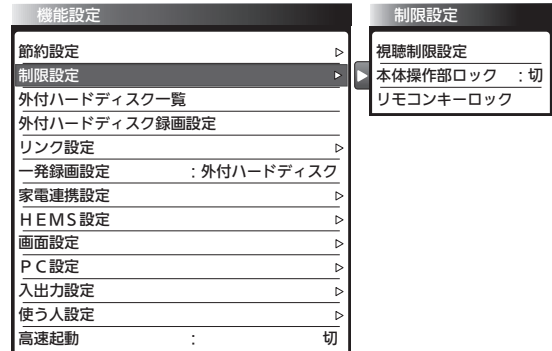 機能設定
節約設定
制限設定
外付ハードディスク一覧
外付ハードディスク録画設定
リンク設定
一発録画設定 :外付ハードディスク
家電連携設定
HEMS設定
画面設定
PC設定
入出力設定
使う人設定
高速起動 : 切
制限設定
視聴制限設定
本体操作部ロック :切
リモコンキーロック